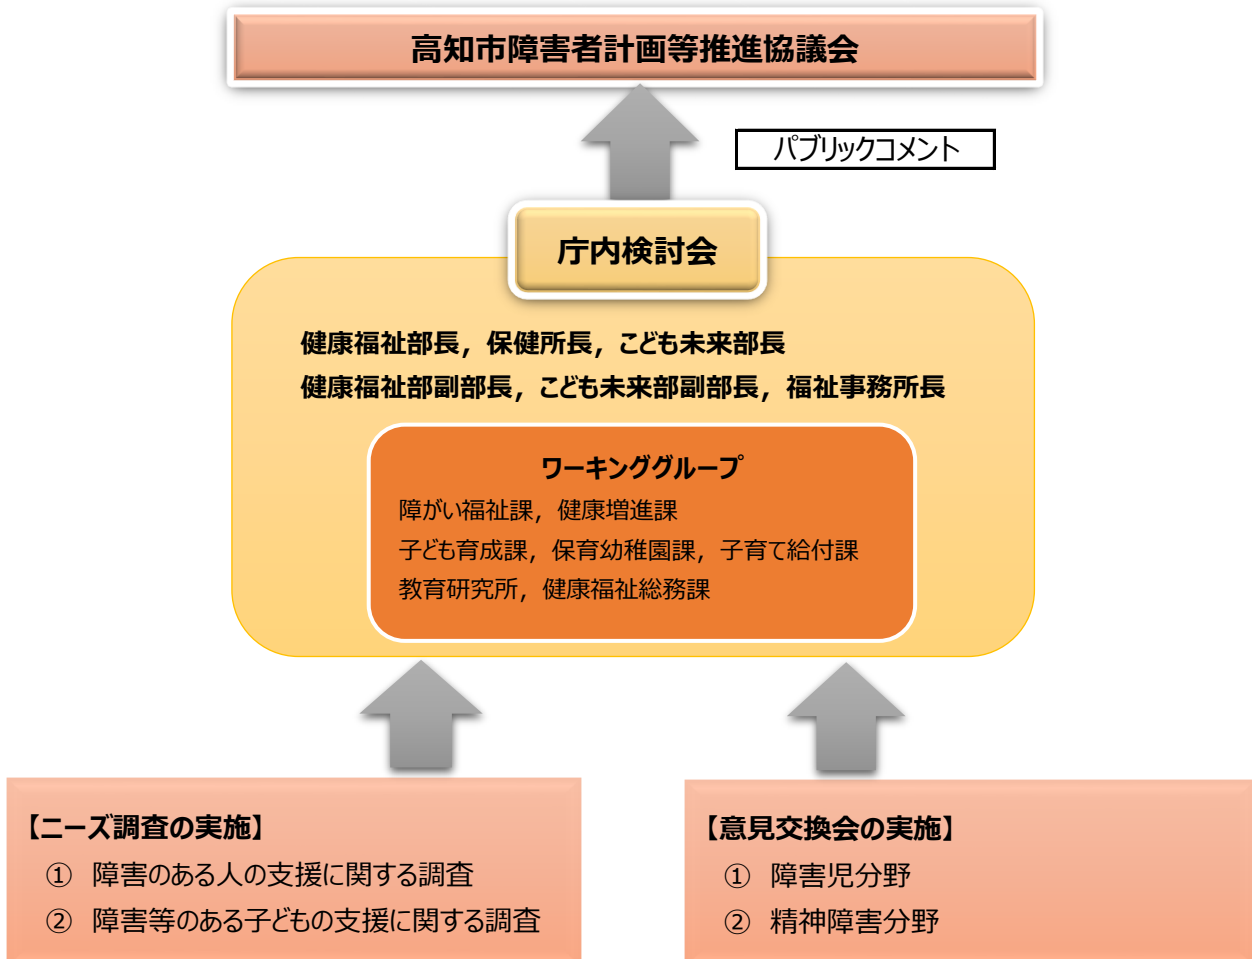 高知市障害者計画等推進協議会
パブリックコメント
庁内検討会
健康福祉部長，保健所長，こども未来部長
健康福祉部副部長，こども未来部副部長，福祉事務所長
ワーキンググループ
障がい福祉課，健康増進課
子ども育成課，保育幼稚園課，子育て給付課
教育研究所，健康福祉総務課
【ニーズ調査の実施】
① 障害のある人の支援に関する調査
② 障害等のある子どもの支援に関する調査
【意見交換会の実施】
① 障害児分野
② 精神障害分野